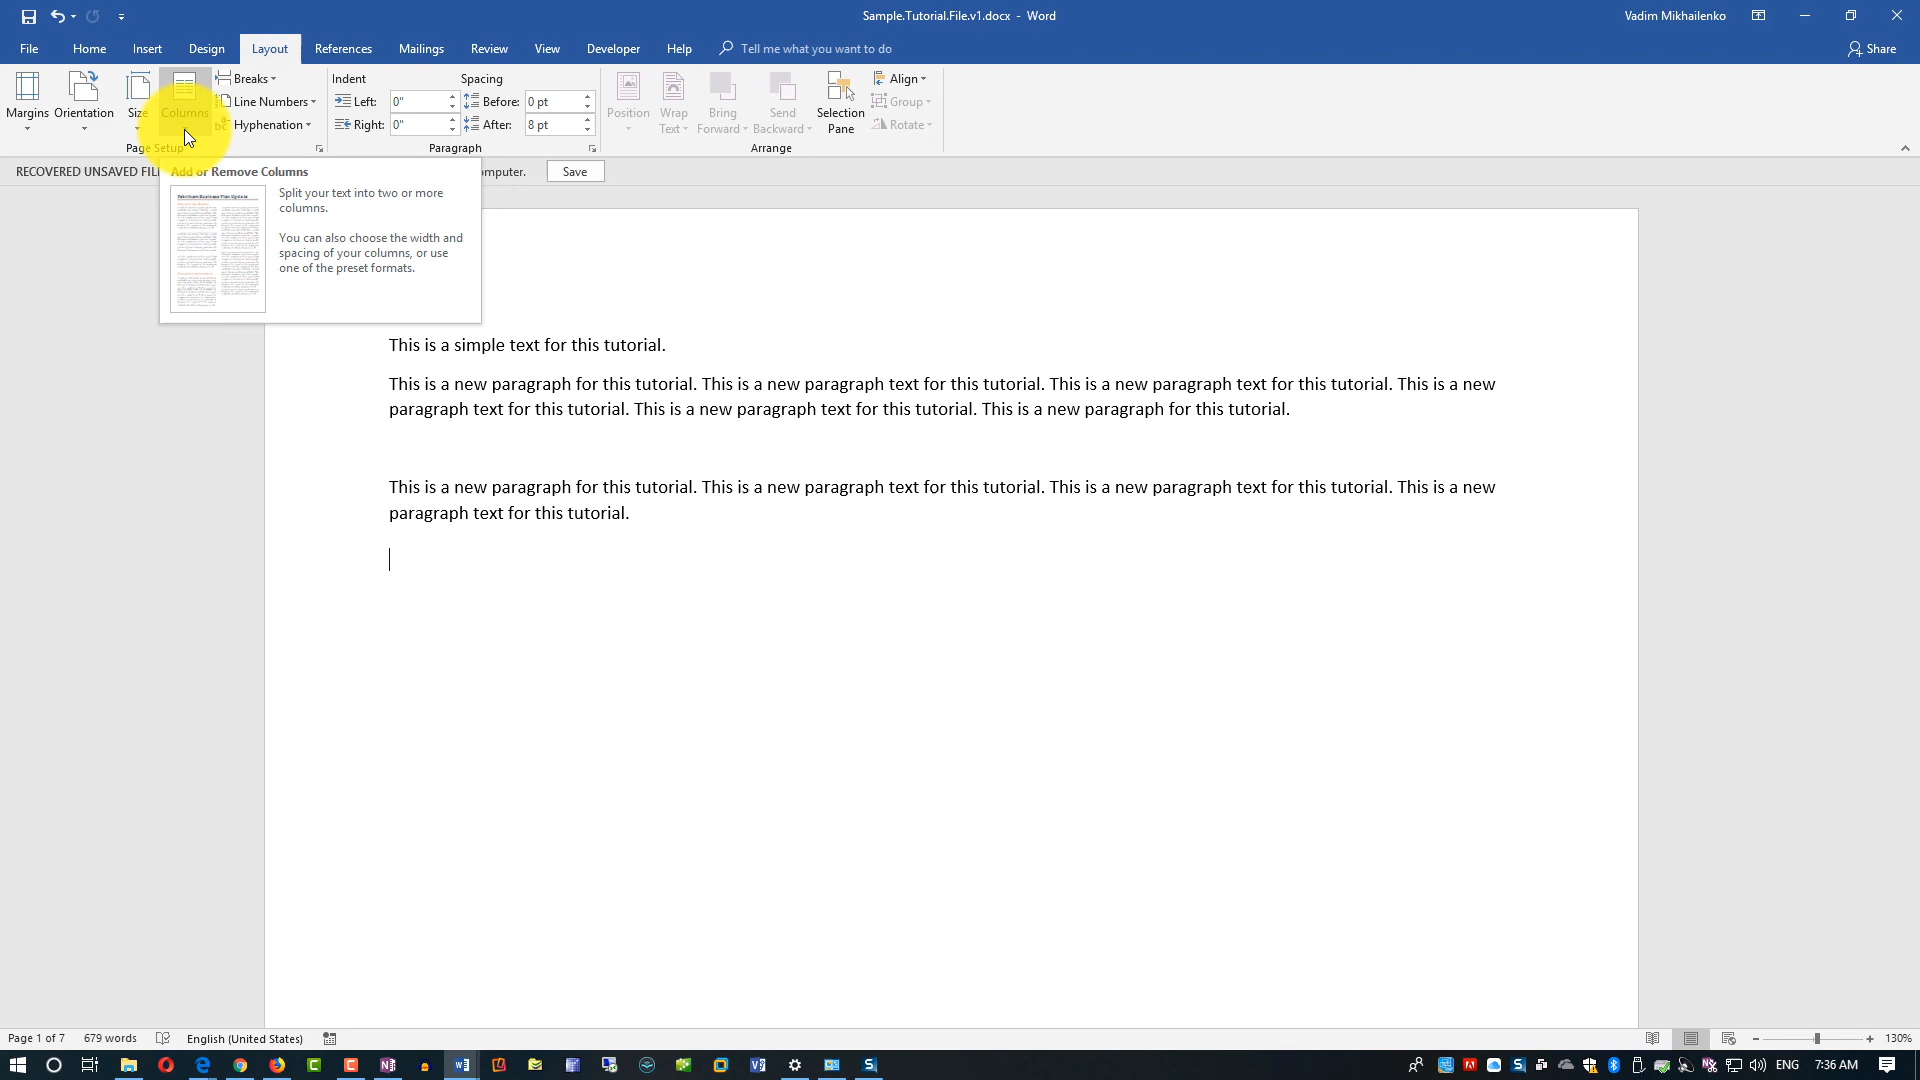 Sample.Tutorial.File.v1.docx - Word
Vadim Mikhailenko
File Home Insert Design Layout References Mailings Review View Developer Help Tell me what you want to do Share
Margins
Orientation
Size
Columns
Breaks
Line Numbers
Hyphenation
Page Setup
Indent
Left: 0"
Right: 0"
Spacing
Before: 0 pt
After: 8 pt
Paragraph
Position
Wrap
Text
Bring
Forward
Send
Backward
Selection
Pane
Align
Group
Rotate
Arrange
RECOVERED UNSAVED FIL
omputer.
Save
Add or Remove Columns
Fabrikam Business Plan Update
Split your text into two or more
columns.
You can also choose the width and
spacing of your columns, or use
one of the preset formats.
This is a simple text for this tutorial.
This is a new paragraph for this tutorial. This is a new paragraph text for this tutorial. This is a new paragraph text for this tutorial. This is a new
paragraph text for this tutorial. This is a new paragraph text for this tutorial. This is a new paragraph for this tutorial.
This is a new paragraph for this tutorial. This is a new paragraph text for this tutorial. This is a new paragraph text for this tutorial. This is a new
paragraph text for this tutorial.
Page 1 of 7 679 words English (United States) 130%
ENG 7:36 AM